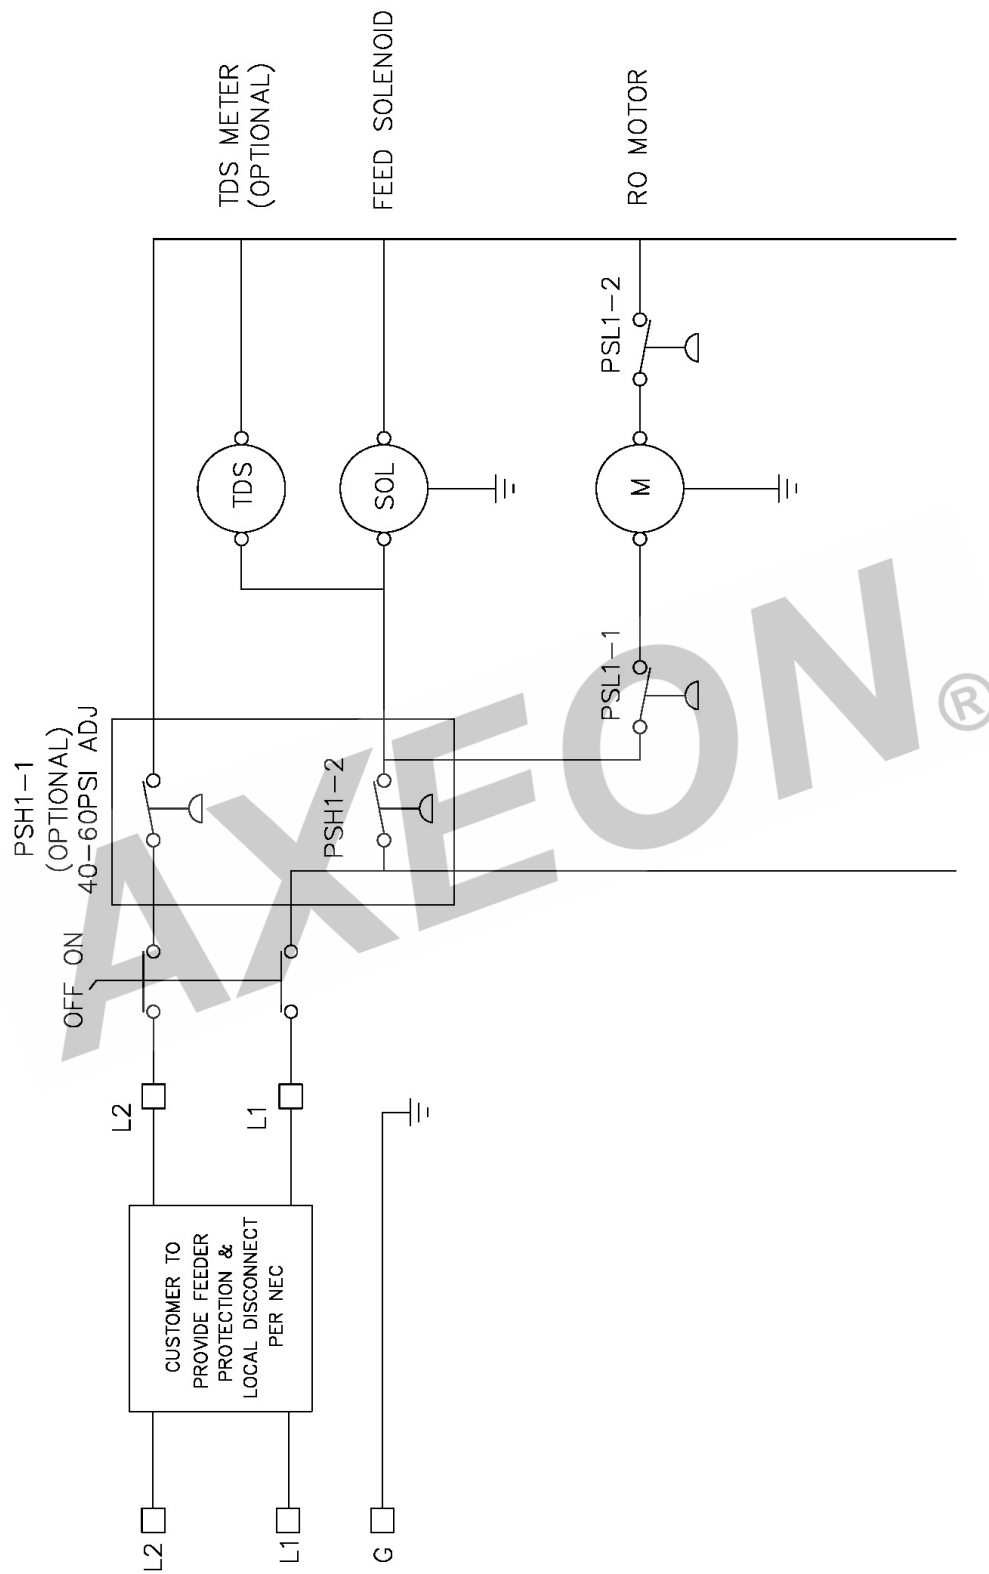 L2
L1
G
CUSTOMER TO
PROVIDE FEEDER
PROTECTION &
LOCAL DISCONNECT
PER NEC
L2
L1
OFF ON
PSH1-1
(OPTIONAL)
40-60PSI ADJ
PSH1-2
PSL1-1
TDS
SOL
M
PSL1-2
TDS METER
(OPTIONAL)
FEED SOLENOID
RO MOTOR
AXEON®